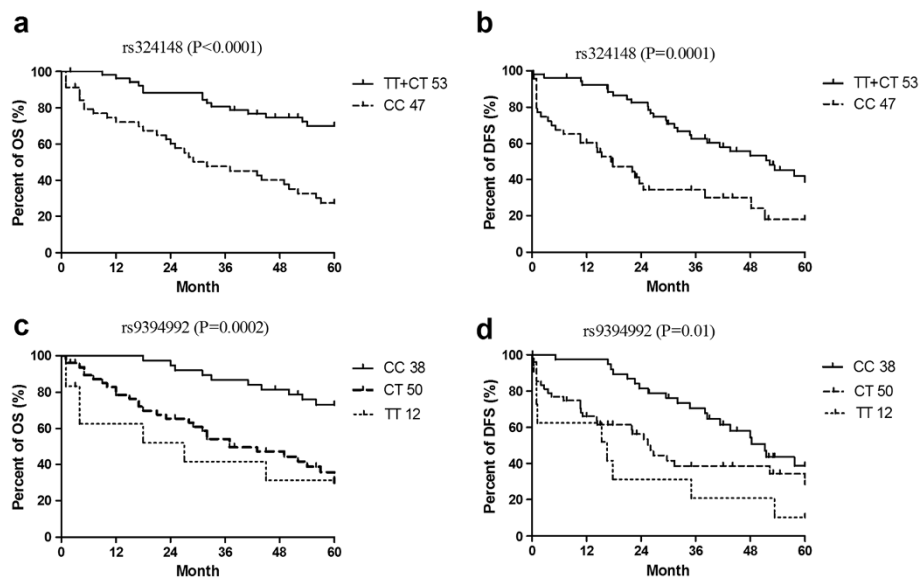 a
rs324148 (P<0.0001)
Percent of OS (%)
100
80
60
40
20
0
0 12 24 36 48 60
Month
TT+CT 53
CC 47
b
rs324148 (P=0.0001)
Percent of DFS (%)
100
80
60
40
20
0
0 12 24 36 48 60
Month
TT+CT 53
CC 47
c
rs9394992 (P=0.0002)
Percent of OS (%)
100
80
60
40
20
0
0 12 24 36 48 60
Month
CC 38
CT 50
TT 12
d
rs9394992 (P=0.01)
Percent of DFS (%)
100
80
60
40
20
0
0 12 24 36 48 60
Month
CC 38
CT 50
TT 12